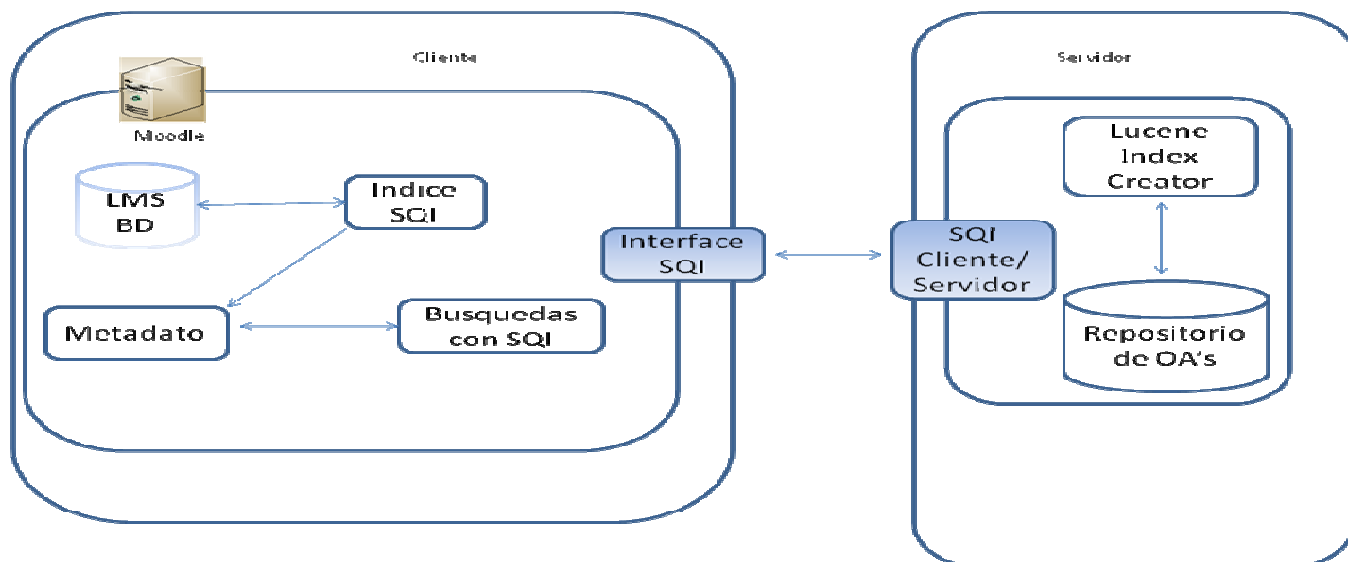 Cliente
Moodle
LMS
BD
Indice
SQI
Metadato
Busquedas
con SQI
Interface
SQI
Servidor
Lucene
Index
Creator
SQI
Cliente/
Servidor
Repositorio
de OA's